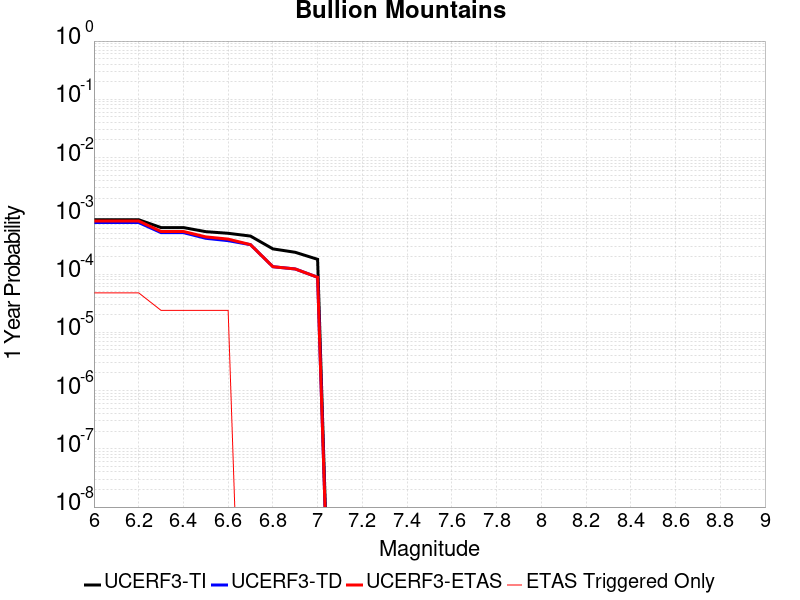 Bullion Mountains
10^0
10^-1
10^-2
10^-3
10^-4
10^-5
10^-6
10^-7
10^-8
1 Year Probability
6 6.2 6.4 6.6 6.8 7 7.2 7.4 7.6 7.8 8 8.2 8.4 8.6 8.8 9
Magnitude
UCERF3-TI UCERF3-TD UCERF3-ETAS ETAS Triggered Only